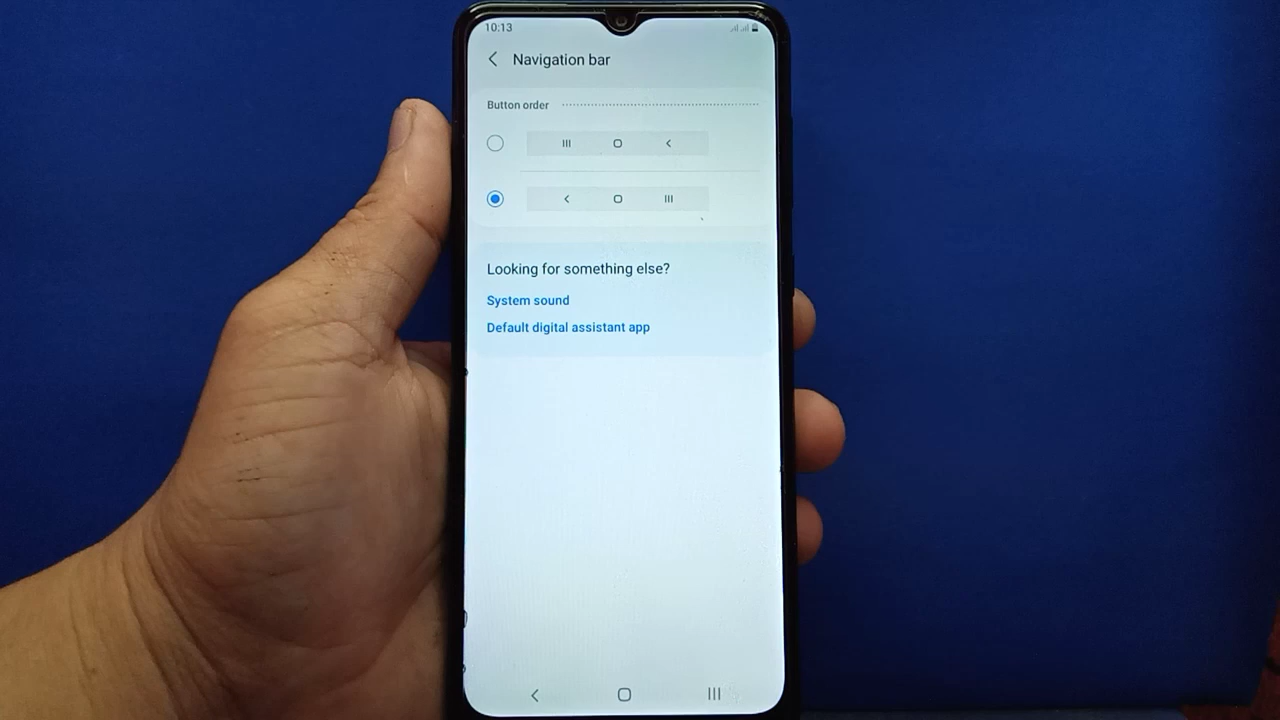 10:13
Navigation bar
Button order
Looking for something else?
System sound
Default digital assistant app